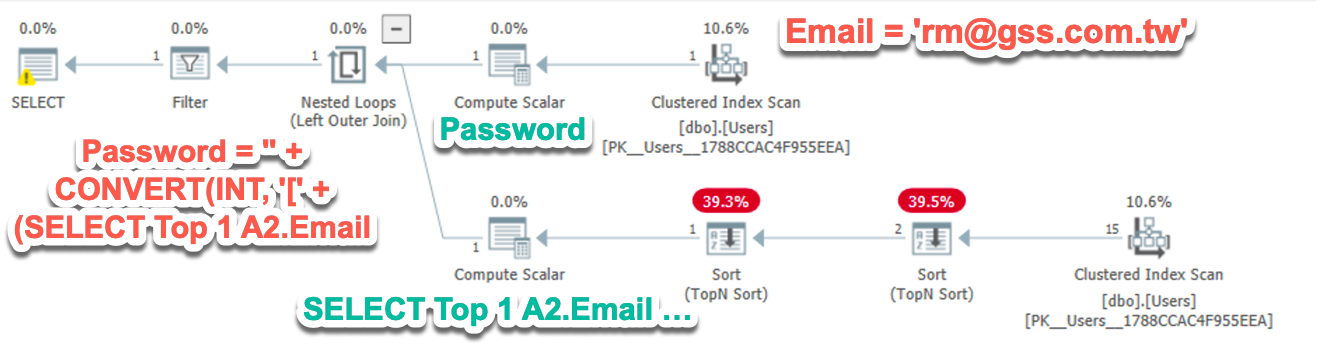 0.0%
0.0%
0.0%
0.0%
10.6%
Email = 'rm@gss.com.tw'
1
1
1
1
SELECT
Filter
Nested Loops
(Left Outer Join)
Compute Scalar
Clustered Index Scan
[dbo].[Users]
[PK__Users__1788CCAC4F955EEA]
Password
Password = '' +
CONVERT(INT, '[' +
(SELECT Top 1 A2.Email
0.0%
39.3%
39.5%
10.6%
1
1
2
15
Compute Scalar
Sort
(TopN Sort)
Sort
(TopN Sort)
Clustered Index Scan
[dbo].[Users]
[PK__Users__1788CCAC4F955EEA]
SELECT Top 1 A2.Email ...